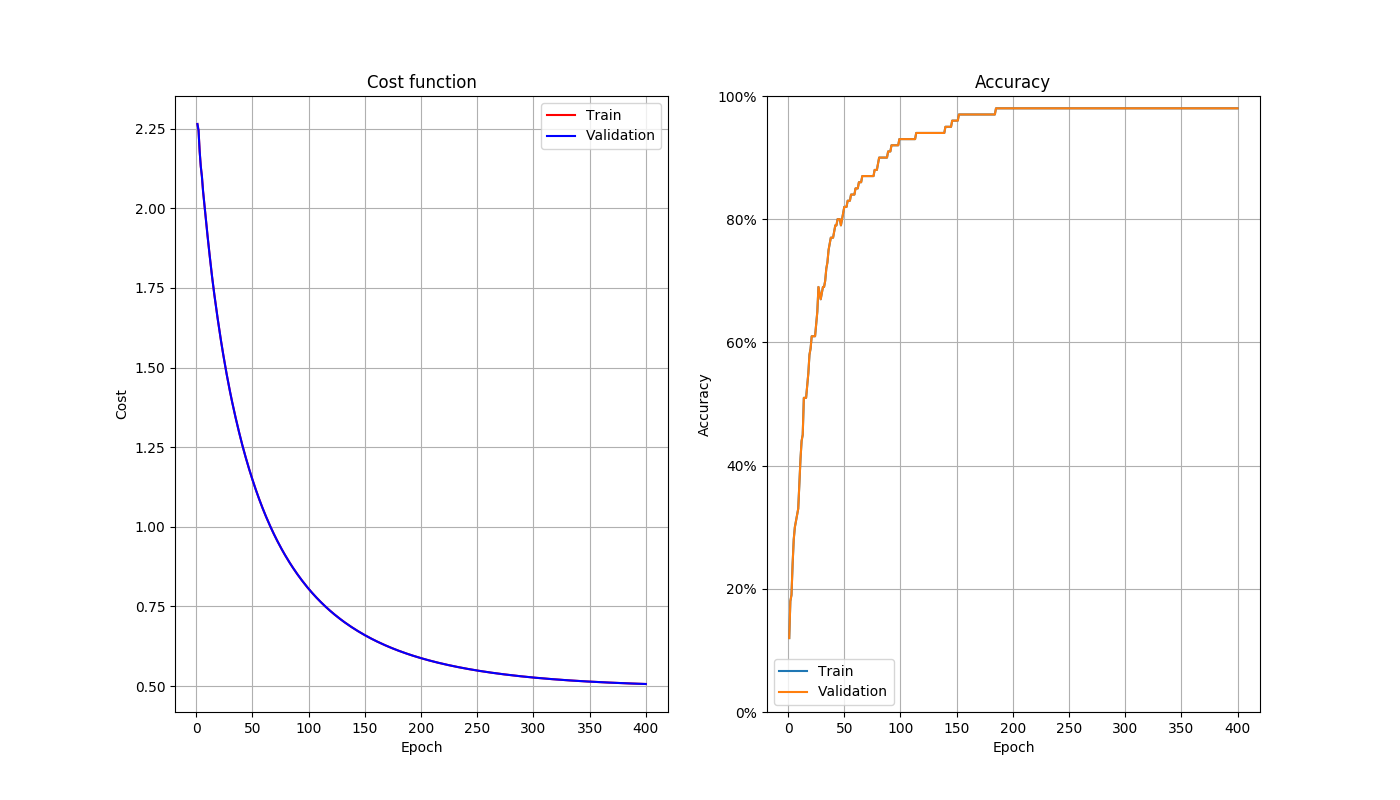 Cost function
Train
Validation
2.25
2.00
1.75
1.50
1.25
1.00
0.75
0.50
Cost
0 50 100 150 200 250 300 350 400
Epoch
Accuracy
100%
80%
60%
40%
20%
0%
Accuracy
Train
Validation
0 50 100 150 200 250 300 350 400
Epoch